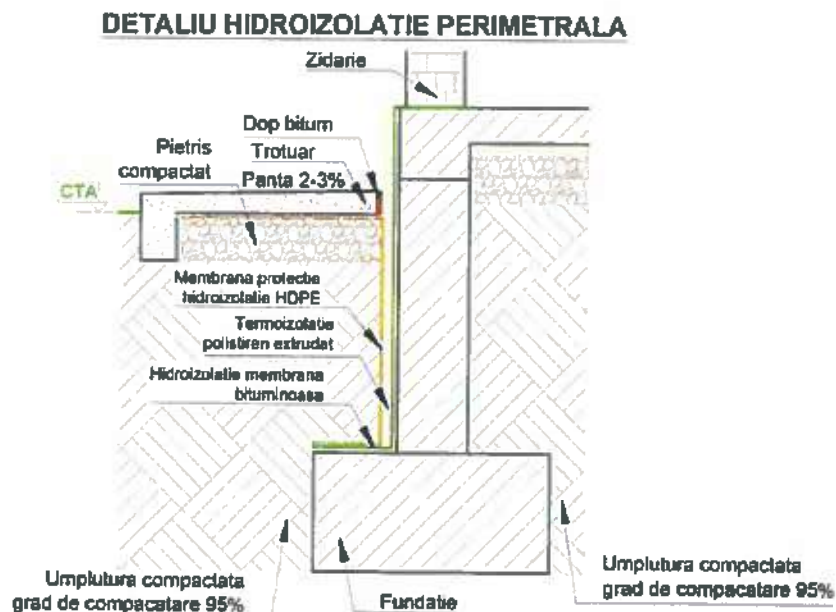 DETALIU HIDROIZOLATIE PERIMETRALA
Zidarie
Dop bitum
Trotuar
Panta 2-3%
Pietris
compactat
CTA
Membrana protectie
hidroizolatie HDPE
Termoizolatie
polistiren extrudat
Hidroizolatie membrana
bituminoasa
Umplutura compactata
grad de compacatare 95%
Fundatie
Umplutura compactata
grad de compacatare 95%